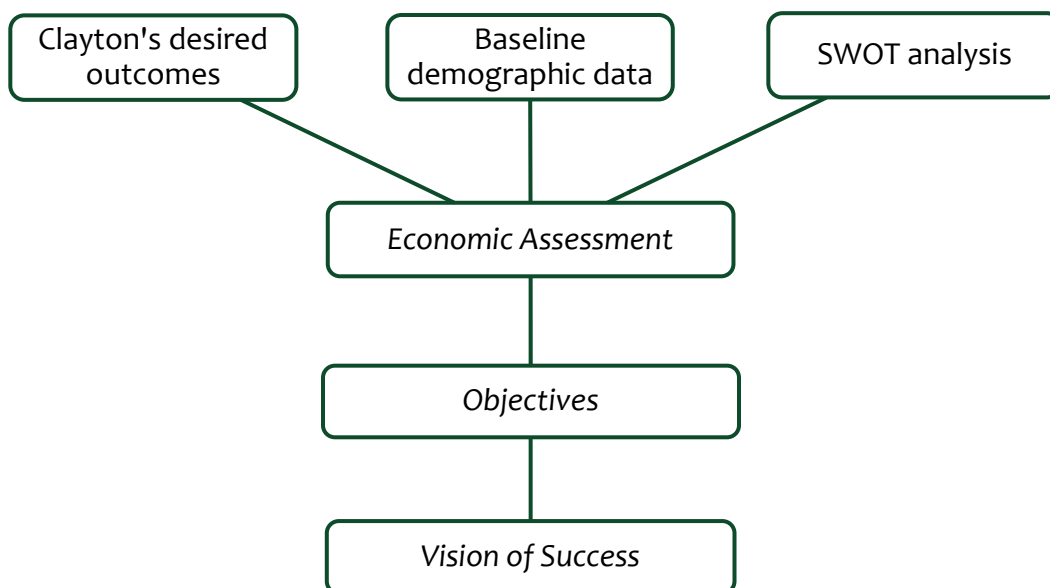 Clayton's desired
outcomes
Baseline
demographic data
SWOT analysis
Economic Assessment
Objectives
Vision of Success